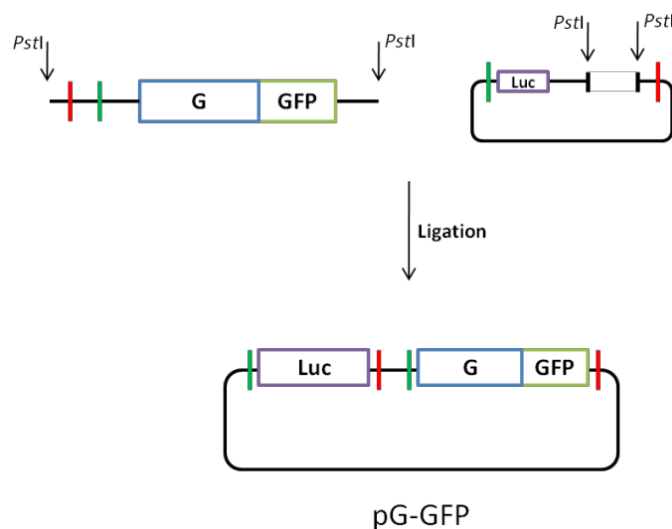 PstI
PstI
G
GFP
PstI
PstI
Luc
Ligation
Luc
G
GFP
pG-GFP